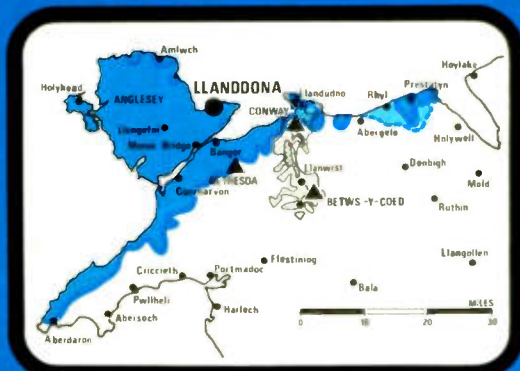 Amlwch
Hoylake
Holyhead
ANGLESEY
LLANDDONA
Llandudno
Rhyl
Prestatyn
CONWAY
Abergele
Holywell
Llangefni
Menai Bridge
Bangor
Denbigh
Llanrwst
Mold
BETHESDA
Caernarvon
BETWS-Y-COED
Ruthin
Ffestiniog
Llangollen
Criccieth
Portmadoc
Pwllheli
Bala
MILES
Abersoch
Harlech
Aberdaron
0 10 20 30